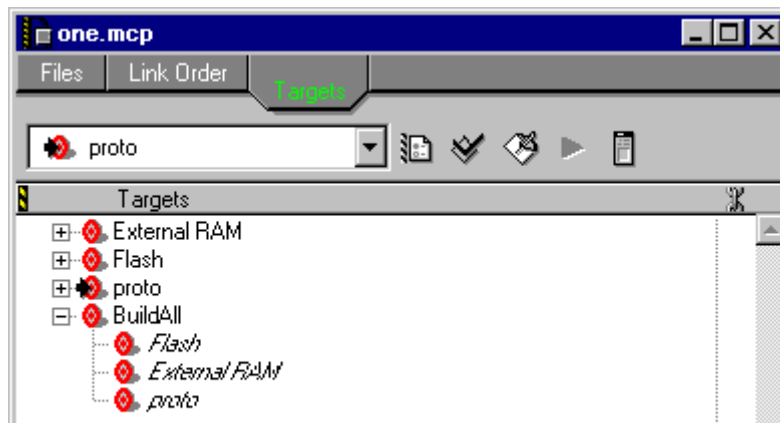 one.mcp
Files Link Order Targets
proto
Targets
External RAM
Flash
proto
BuildAll
Flash
External RAM
proto